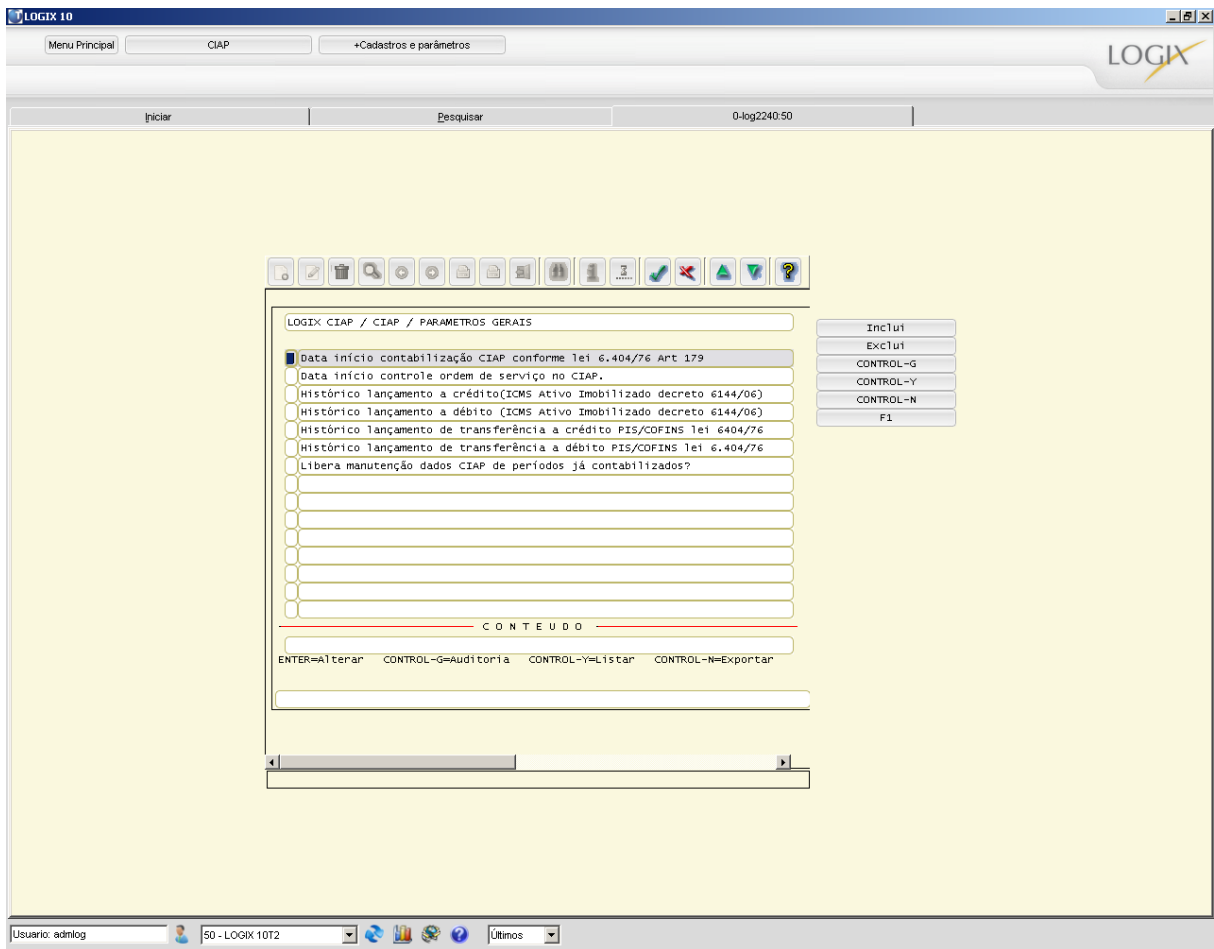 LOGIX 10
Menu Principal CIAP +Cadastros e parâmetros
LOGIX
Iniciar Pesquisar 0-log2240:50
LOGIX CIAP / CIAP / PARAMETROS GERAIS
Data início contabilização CIAP conforme lei 6.404/76 Art 179
Data início controle ordem de serviço no CIAP.
Histórico lançamento a crédito(ICMS Ativo Imobilizado decreto 6144/06)
Histórico lançamento a débito (ICMS Ativo Imobilizado decreto 6144/06)
Histórico lançamento de transferência a crédito PIS/COFINS lei 6404/76
Histórico lançamento de transferência a débito PIS/COFINS lei 6.404/76
Libera manutenção dados CIAP de períodos já contabilizados?
C O N T E U D O
ENTER=Alterar CONTROL-G=Auditoria CONTROL-Y=Listar CONTROL-N=Exportar
Inclui
Exclui
CONTROL-G
CONTROL-Y
CONTROL-N
F1
Usuario: admlog 50 - LOGIX 10T2 Últimos